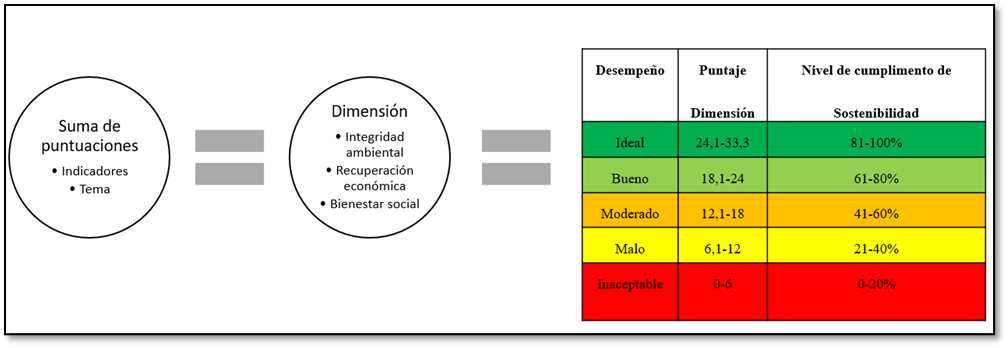 Suma de
puntuaciones
• Indicadores
• Tema
Dimensión
• Integridad
ambiental
• Recuperación
económica
• Bienestar social
Desempeño Puntaje Dimensión Nivel de cumplimento de Sostenibilidad
Ideal 24,1-33,3 81-100%
Bueno 18,1-24 61-80%
Moderado 12,1-18 41-60%
Malo 6,1-12 21-40%
Inaceptable 0-6 0-20%